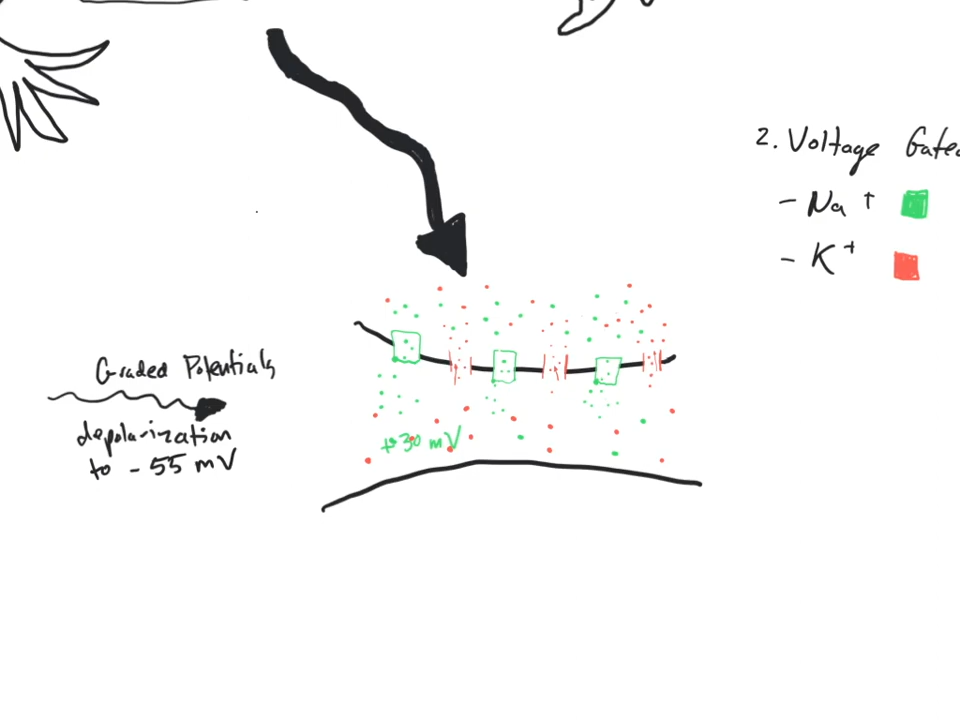 2. Voltage Gated
- Na +
- K+
Graded Potentials
depolarization
to - 55 mV
+30 mV